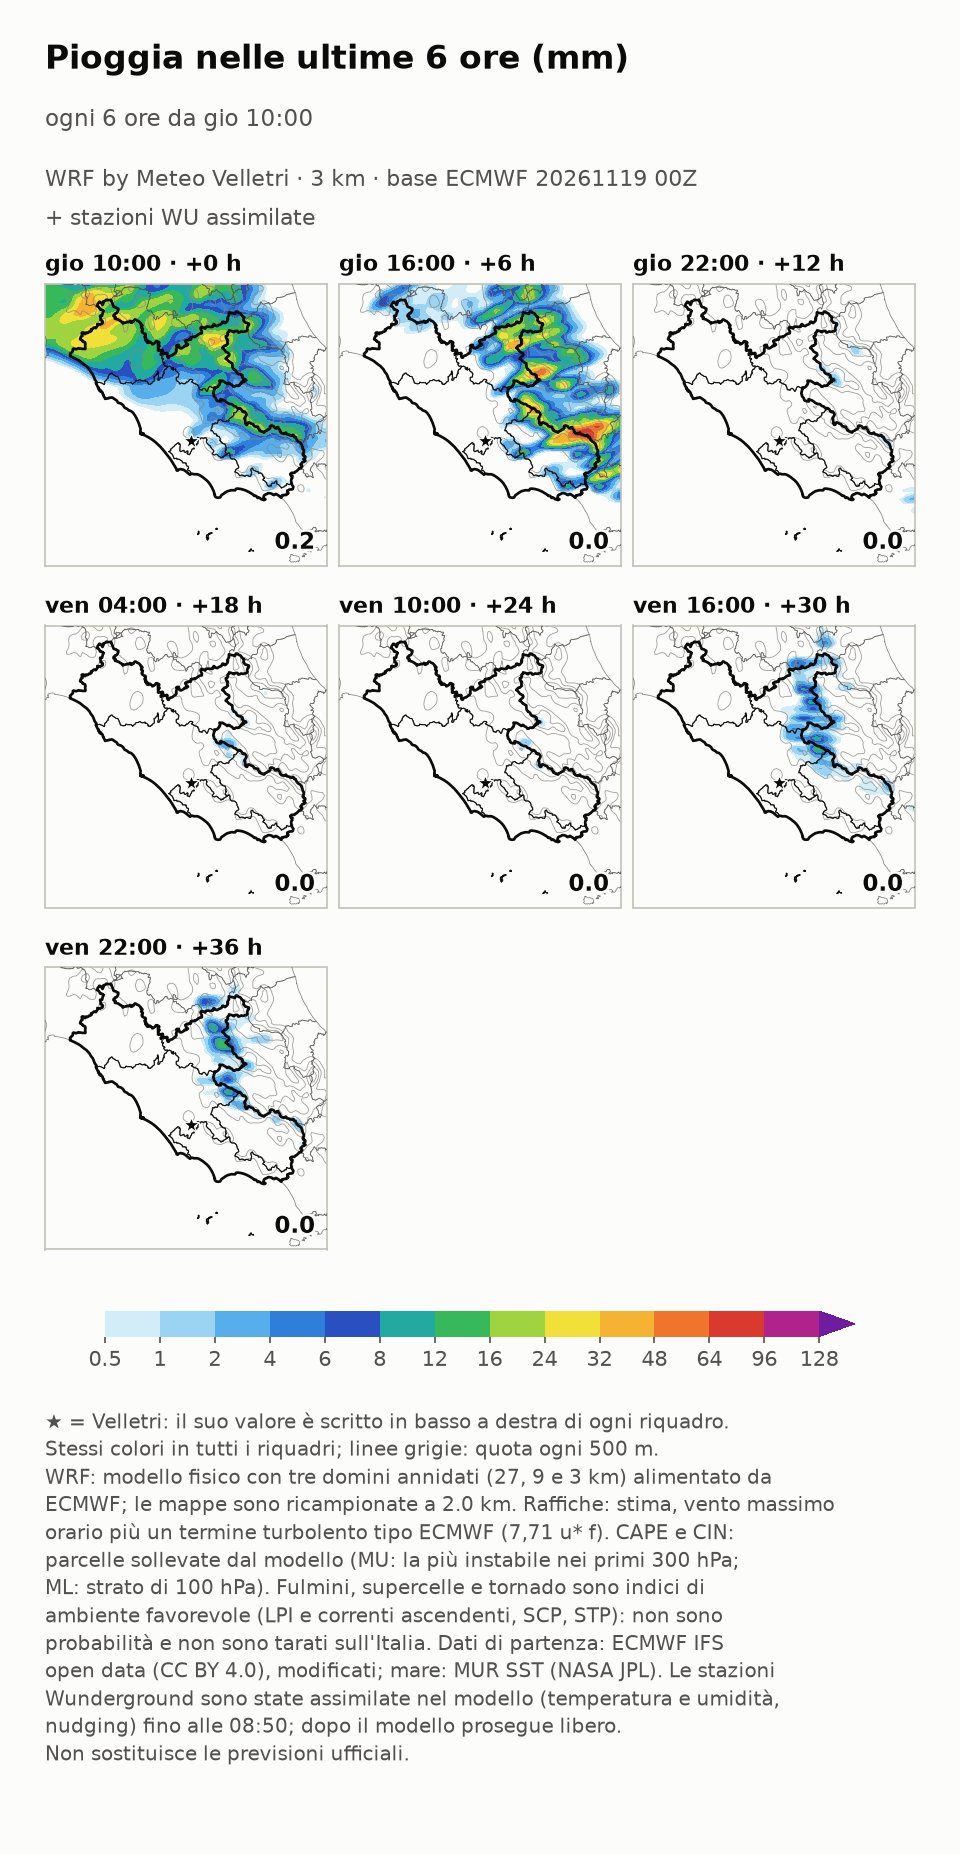 Pioggia nelle ultime 6 ore (mm)
ogni 6 ore da gio 10:00
WRF by Meteo Velletri · 3 km · base ECMWF 20261119 00Z
+ stazioni WU assimilate
gio 10:00 · +0 h
gio 16:00 · +6 h
gio 22:00 · +12 h
0.2
0.0
0.0
ven 04:00 · +18 h
ven 10:00 · +24 h
ven 16:00 · +30 h
0.0
0.0
0.0
ven 22:00 · +36 h
0.0
0.5 1 2 4 6 8 12 16 24 32 48 64 96 128
★ = Velletri: il suo valore è scritto in basso a destra di ogni riquadro.
Stessi colori in tutti i riquadri; linee grigie: quota ogni 500 m.
WRF: modello fisico con tre domini annidati (27, 9 e 3 km) alimentato da
ECMWF; le mappe sono ricampionate a 2.0 km. Raffiche: stima, vento massimo
orario più un termine turbolento tipo ECMWF (7,71 u* f). CAPE e CIN:
parcelle sollevate dal modello (MU: la più instabile nei primi 300 hPa;
ML: strato di 100 hPa). Fulmini, supercelle e tornado sono indici di
ambiente favorevole (LPI e correnti ascendenti, SCP, STP): non sono
probabilità e non sono tarati sull'Italia. Dati di partenza: ECMWF IFS
open data (CC BY 4.0), modificati; mare: MUR SST (NASA JPL). Le stazioni
Wunderground sono state assimilate nel modello (temperatura e umidità,
nudging) fino alle 08:50; dopo il modello prosegue libero.
Non sostituisce le previsioni ufficiali.